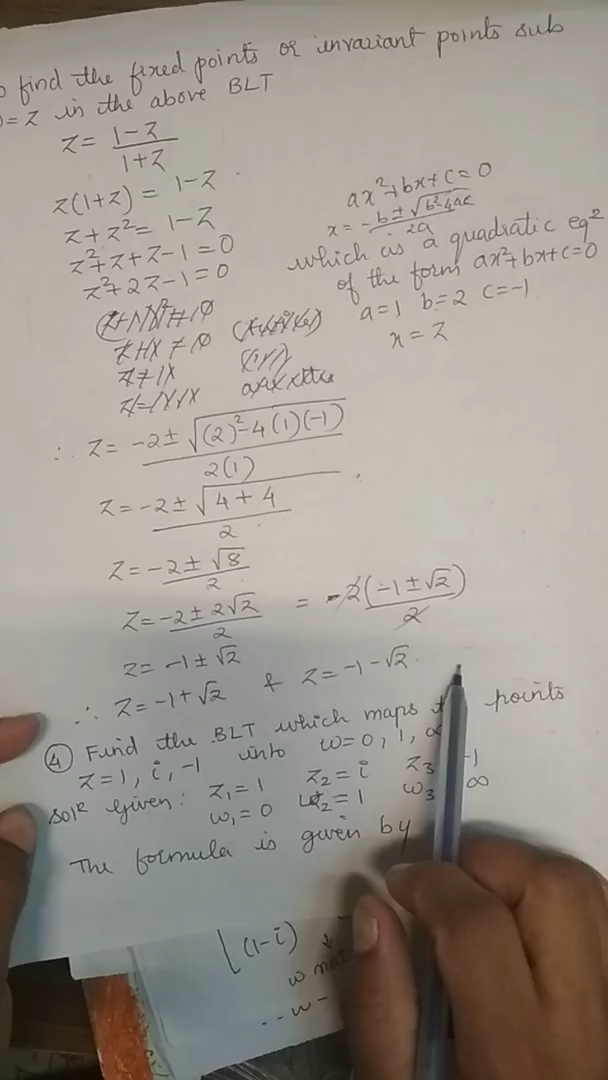 o find the fixed points or invariant points sub
= z in the above BLT
z = 1-z / 1+z
z(1+z) = 1-z
z + z² = 1-z
z²+z+z-1=0
z²+2z-1=0
ax²+bx+c=0
x = -b ± √b²-4ac / 2a
which is a quadratic eqⁿ
of the form ax²+bx+c=0
a=1 b=2 c=-1
x = z
∴ z = -2 ± √(2)²-4(1)(-1) / 2(1)
z = -2 ± √4+4 / 2
z = -2 ± √8 / 2
z = -2 ± 2√2 / 2 = -2(-1±√2) / 2
z = -1±√2
∴ z = -1+√2 & z = -1-√2.
④ Find the BLT which maps points
z=1, i, -1 into w=0, 1,
solⁿ Given: z₁=1 z₂=i z₃ -1
w₁=0 w₂=1 w₃ ∞
The formula is given by
(1-i)
w
∴ w -